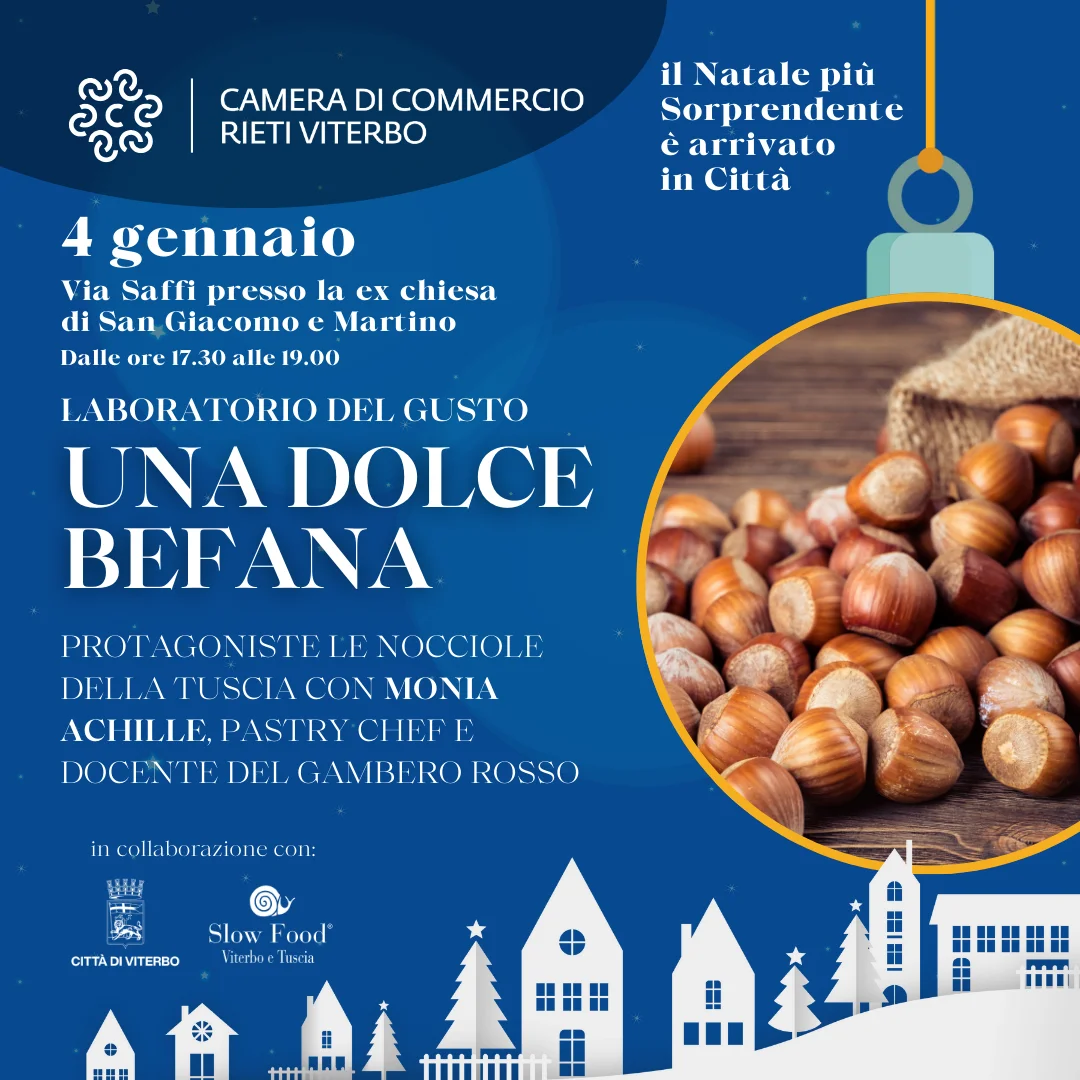 CAMERA DI COMMERCIO
RIETI VITERBO
il Natale più
Sorprendente
è arrivato
in Città
4 gennaio
Via Saffi presso la ex chiesa
di San Giacomo e Martino
Dalle ore 17.30 alle 19.00
LABORATORIO DEL GUSTO
UNA DOLCE
BEFANA
PROTAGONISTE LE NOCCIOLE
DELLA TUSCIA CON MONIA
ACHILLE, PASTRY CHEF E
DOCENTE DEL GAMBERO ROSSO
in collaborazione con:
CITTÀ DI VITERBO
Slow Food®
Viterbo e Tuscia